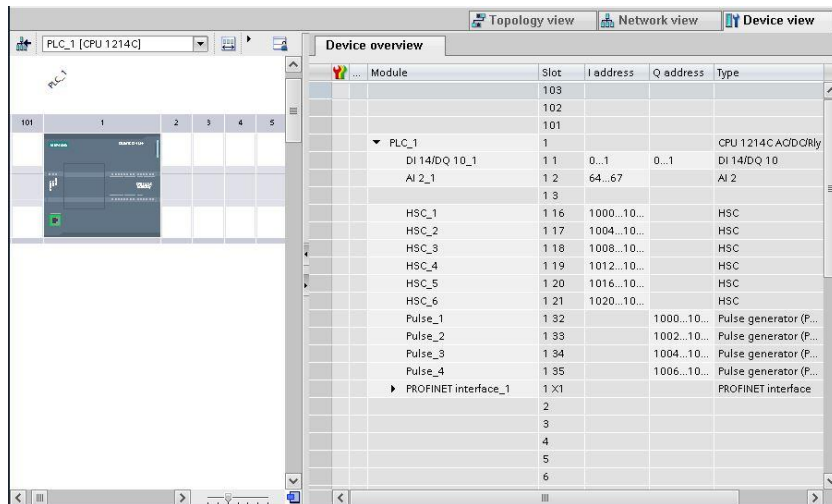 Topology view Network view Device view
PLC_1 [CPU 1214C] Device overview
... Module Slot I address Q address Type
PLC_1
103
102
101
101 1 2 3 4 5
PLC_1 1 CPU 1214C AC/DC/Rly
DI 14/DQ 10_1 1 1 0...1 0...1 DI 14/DQ 10
AI 2_1 1 2 64...67 AI 2
1 3
HSC_1 1 16 1000...10... HSC
HSC_2 1 17 1004...10... HSC
HSC_3 1 18 1008...10... HSC
HSC_4 1 19 1012...10... HSC
HSC_5 1 20 1016...10... HSC
HSC_6 1 21 1020...10... HSC
Pulse_1 1 32 1000...10... Pulse generator (P...
Pulse_2 1 33 1002...10... Pulse generator (P...
Pulse_3 1 34 1004...10... Pulse generator (P...
Pulse_4 1 35 1006...10... Pulse generator (P...
PROFINET interface_1 1 X1 PROFINET interface
2
3
4
5
6